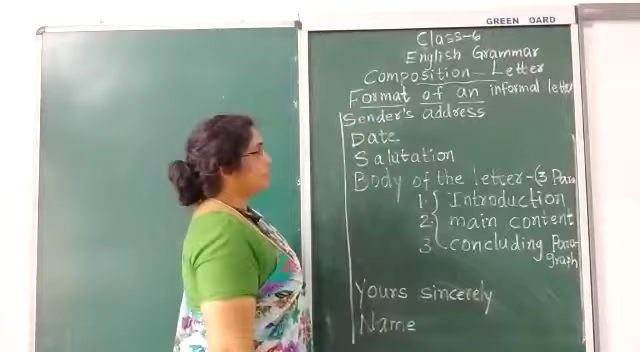 GREEN OARD
Class-6
English Grammar
Composition - Letter
Format of an informal letter
Sender's address
Date
Salutation
Body of the letter - (3 Para
1. Introduction
2. main content
3 concluding Para-
graph
Yours sincerely
Name